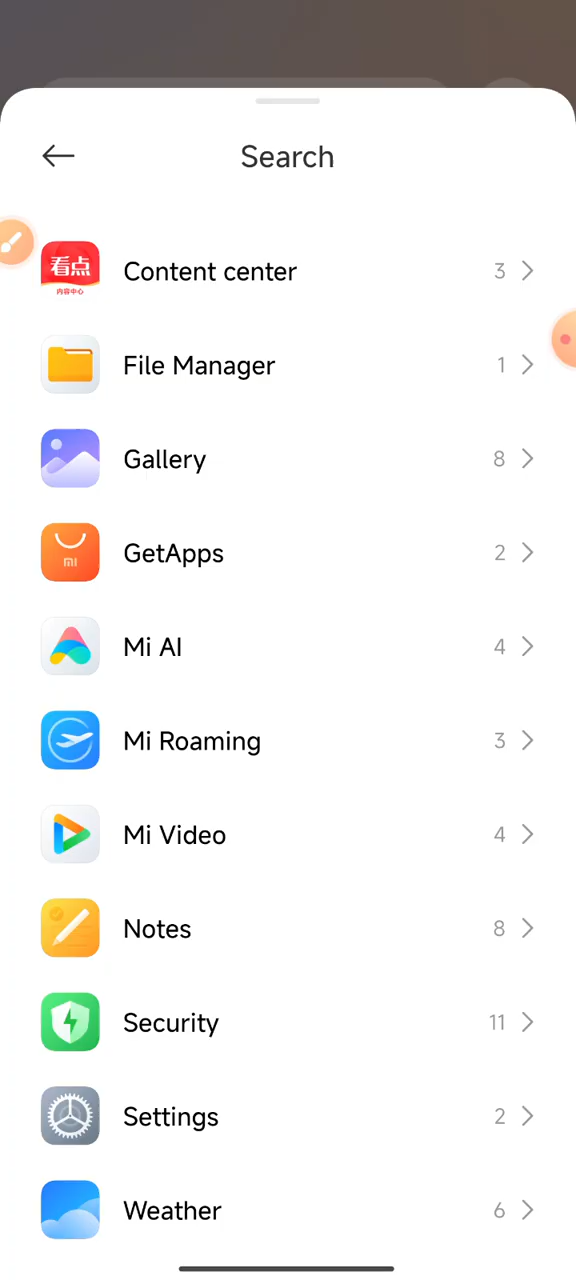 Search
看点
内容中心
Content center
3
File Manager
1
Gallery
8
mi
GetApps
2
Mi AI
4
Mi Roaming
3
Mi Video
4
Notes
8
Security
11
Settings
2
Weather
6